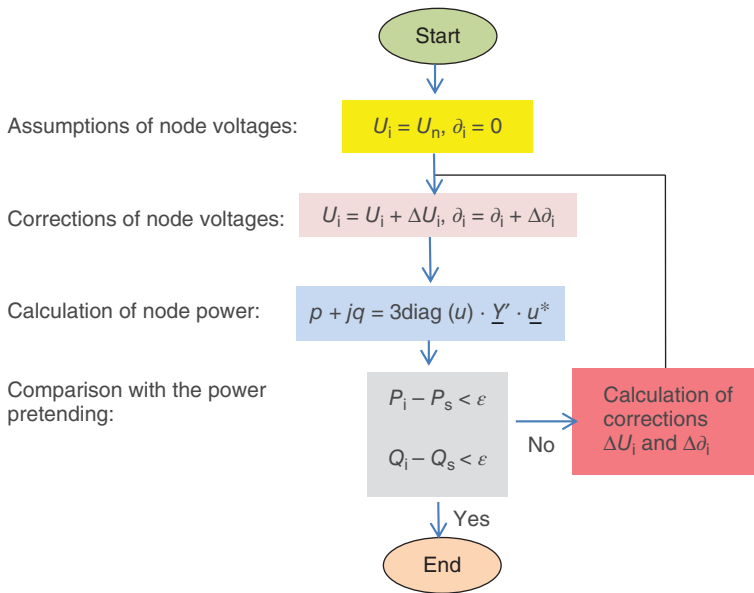 Start
Assumptions of node voltages:
Uᵢ = Uₙ, ∂ᵢ = 0
Corrections of node voltages:
Uᵢ = Uᵢ + ΔUᵢ, ∂ᵢ = ∂ᵢ + Δ∂ᵢ
Calculation of node power:
p + jq = 3diag (u) · Y′ · u*
Comparison with the power
pretending:
Pᵢ – Pₛ < ε
Qᵢ – Qₛ < ε
No
Calculation of
corrections
ΔUᵢ and Δ∂ᵢ
Yes
End